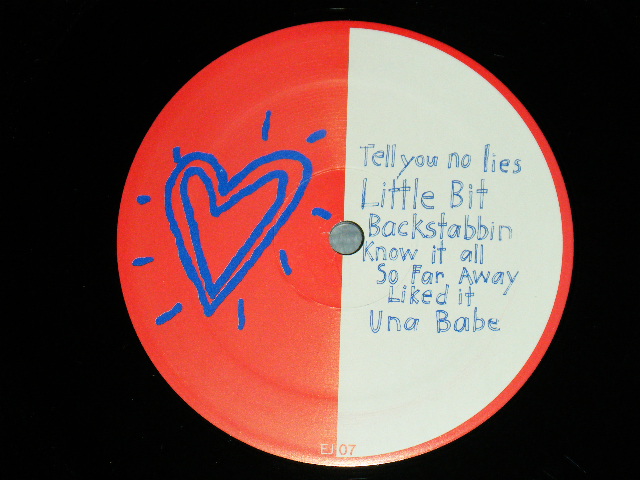 Tell you no lies
Little Bit
Backstabbin
Know it all
So Far Away
Liked it
Una Babe
EJ 07